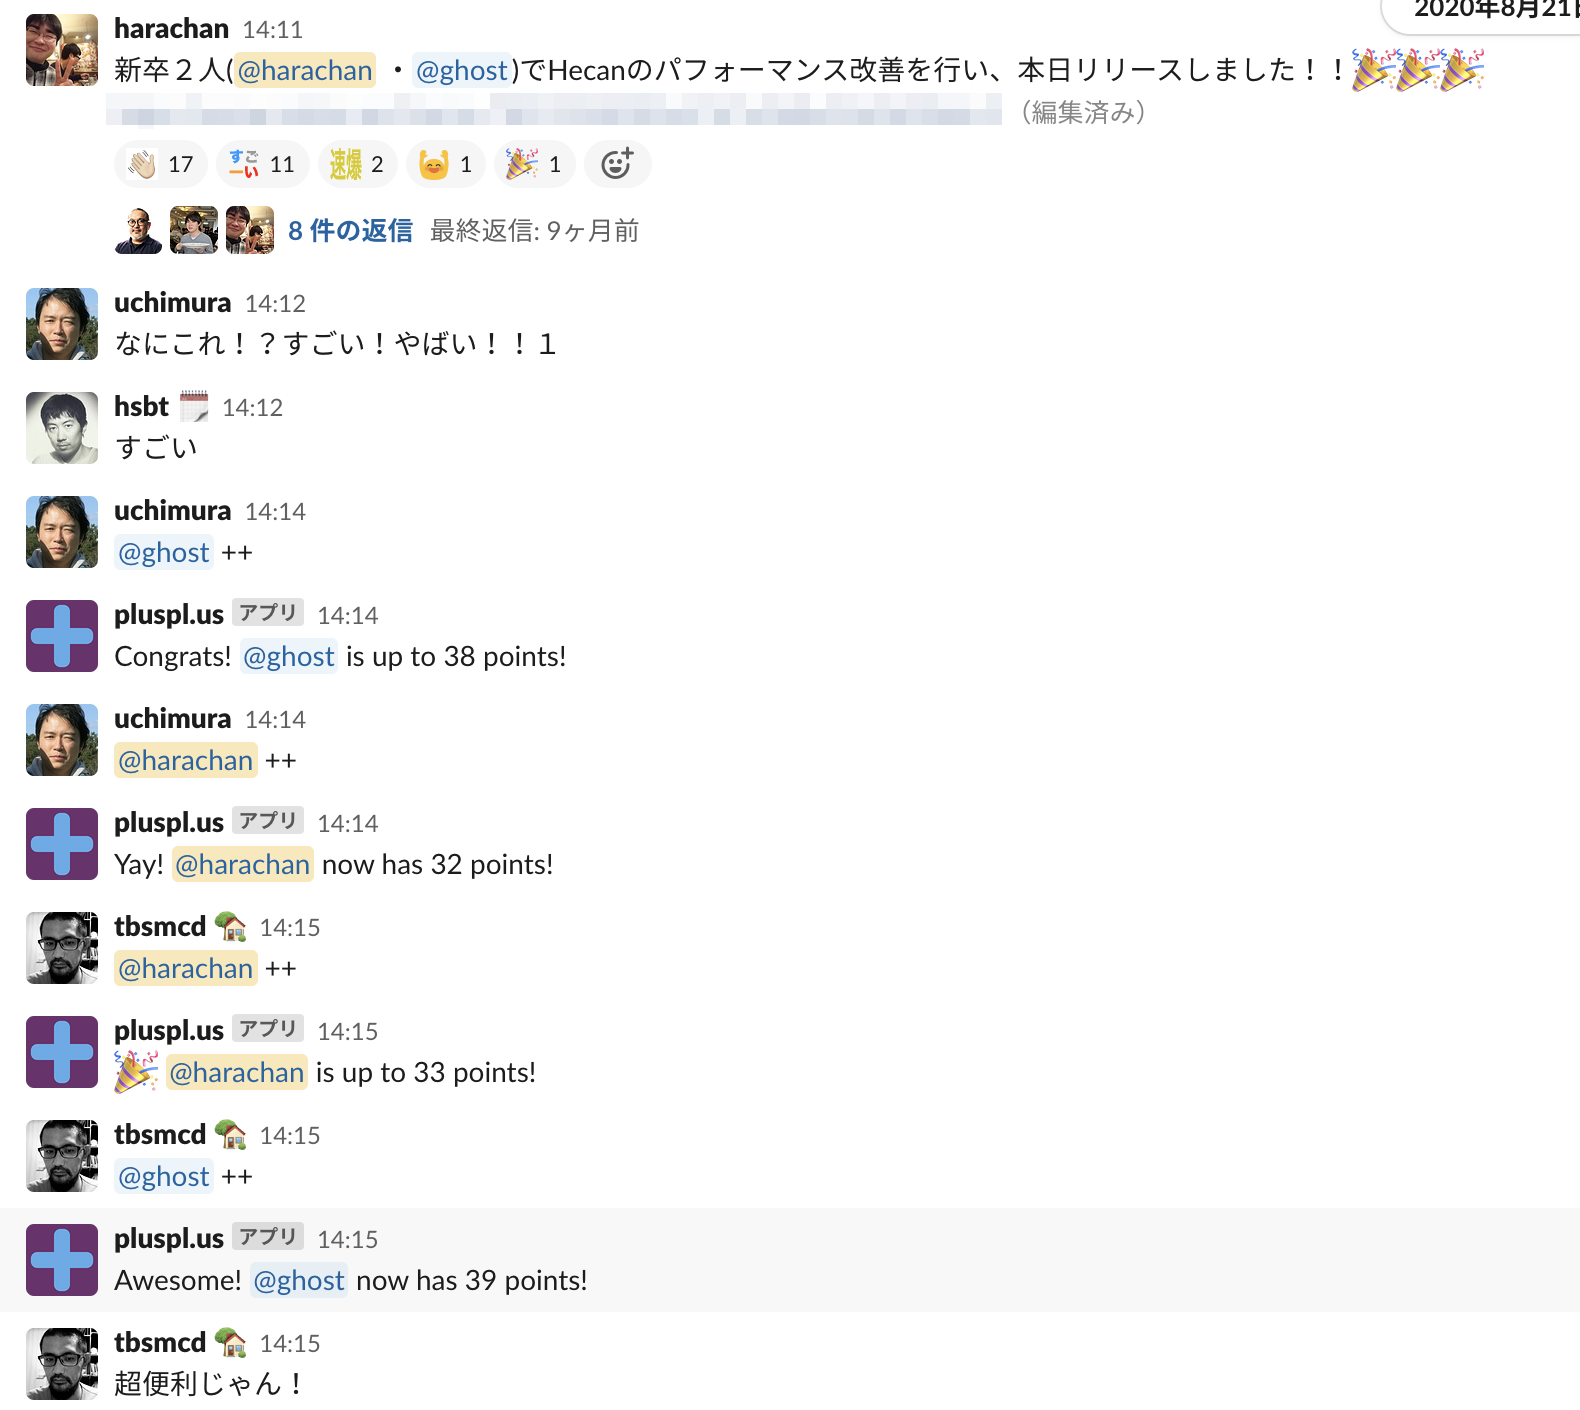 2020年8月21日
harachan 14:11
新卒２人(@harachan ・@ghost)でHecanのパフォーマンス改善を行い、本日リリースしました！！
（編集済み）
17 すごーい 11 速爆 2 1 1
8 件の返信 最終返信: 9ヶ月前
uchimura 14:12
なにこれ！？すごい！やばい！！１
hsbt 14:12
すごい
uchimura 14:14
@ghost ++
pluspl.us アプリ 14:14
Congrats! @ghost is up to 38 points!
uchimura 14:14
@harachan ++
pluspl.us アプリ 14:14
Yay! @harachan now has 32 points!
tbsmcd 14:15
@harachan ++
pluspl.us アプリ 14:15
@harachan is up to 33 points!
tbsmcd 14:15
@ghost ++
pluspl.us アプリ 14:15
Awesome! @ghost now has 39 points!
tbsmcd 14:15
超便利じゃん！